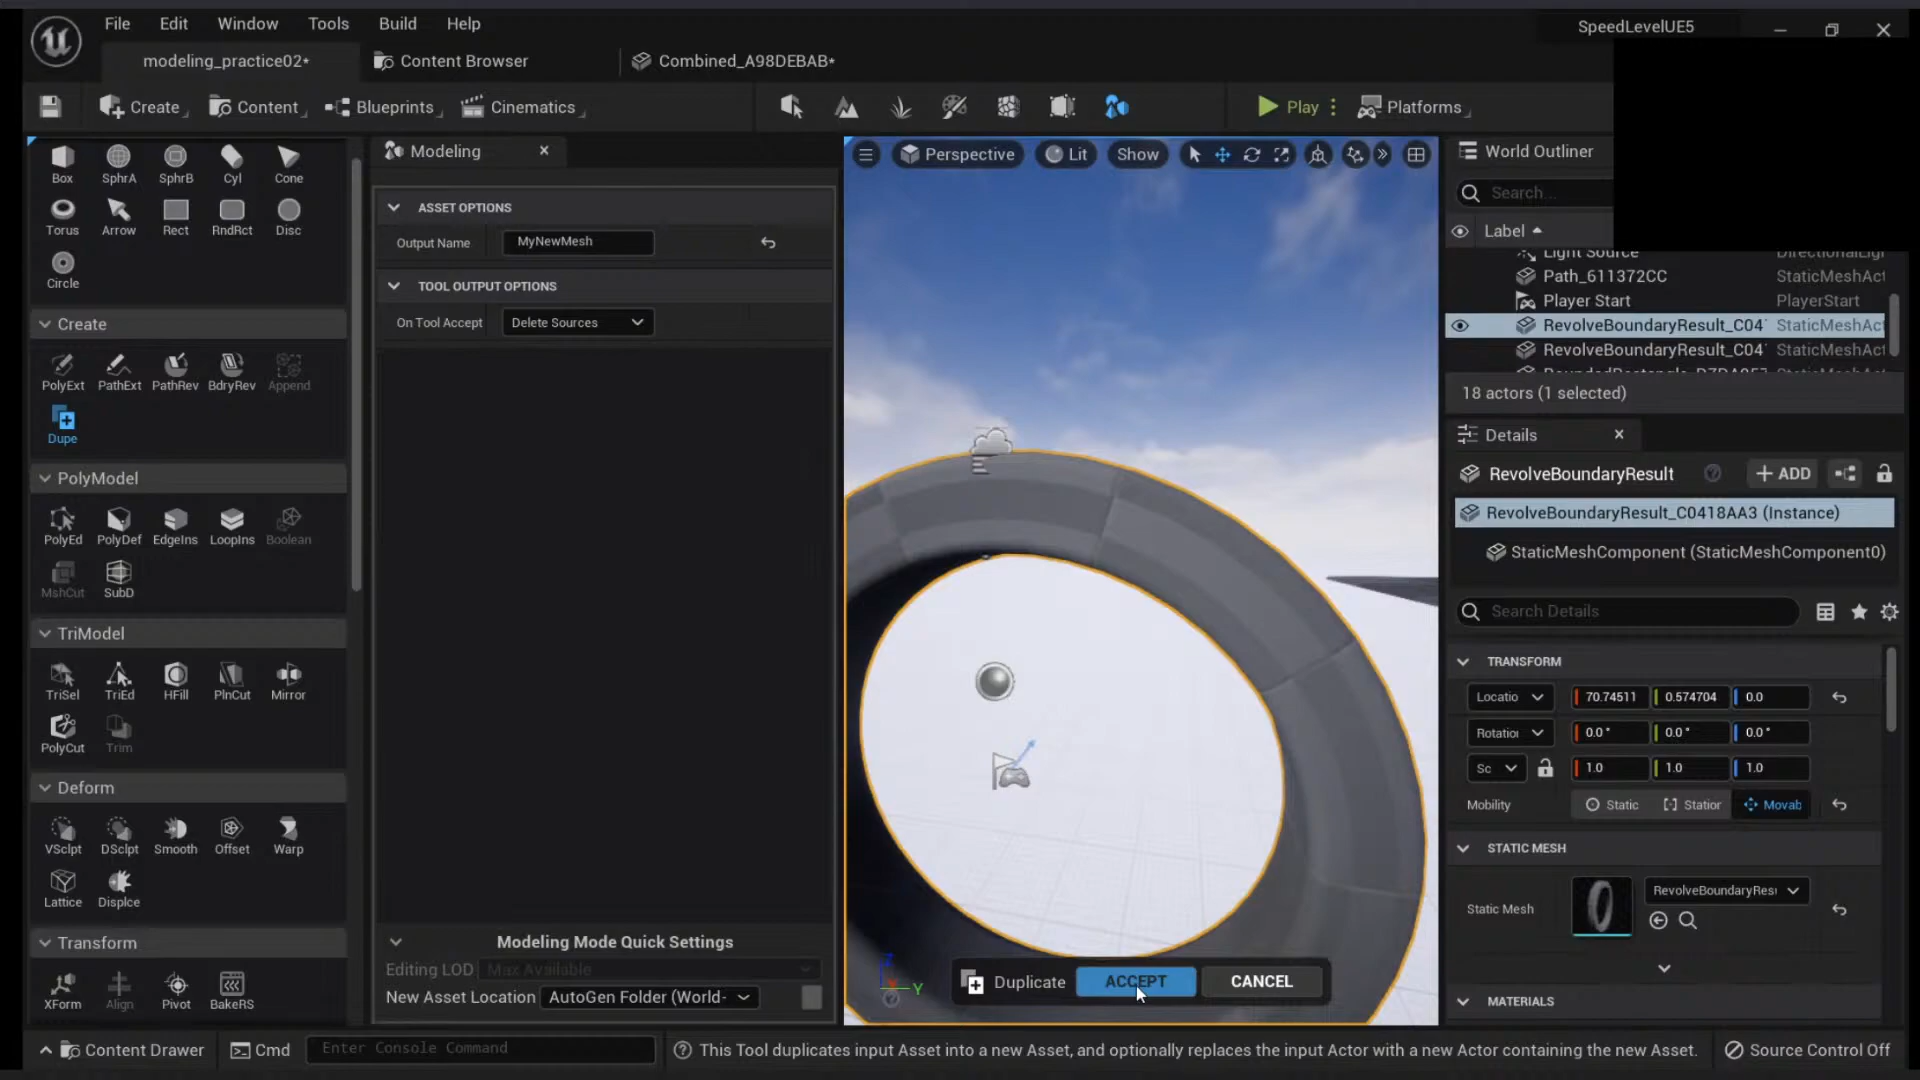 File Edit Window Tools Build Help
SpeedLevelUE5
modeling_practice02*
Content Browser
Combined_A98DEBAB*
Create
Content
Blueprints
Cinematics
Play
Platforms
Box SphrA SphrB Cyl Cone
Torus Arrow Rect RndRct Disc
Circle
Create
PolyExt PathExt PathRev BdryRev Append
Dupe
PolyModel
PolyEd PolyDef EdgeIns LoopIns Boolean
MshCut SubD
TriModel
TriSel TriEd HFill PlnCut Mirror
PolyCut Trim
Deform
VSclpt DSclpt Smooth Offset Warp
Lattice Displce
Transform
XForm Align Pivot BakeRS
Modeling
ASSET OPTIONS
Output Name MyNewMesh
TOOL OUTPUT OPTIONS
On Tool Accept Delete Sources
Modeling Mode Quick Settings
Editing LOD Max Available
New Asset Location AutoGen Folder (World-
Perspective Lit Show
Y
Duplicate ACCEPT CANCEL
World Outliner
Search...
Label
Light Source DirectionalLigh
Path_611372CC StaticMeshAct
Player Start PlayerStart
RevolveBoundaryResult_C04 StaticMeshAct
RevolveBoundaryResult_C04 StaticMeshAct
18 actors (1 selected)
Details
RevolveBoundaryResult ADD
RevolveBoundaryResult_C0418AA3 (Instance)
StaticMeshComponent (StaticMeshComponent0)
Search Details
TRANSFORM
Locatio 70.74511 0.574704 0.0
Rotatio 0.0° 0.0° 0.0°
Sc 1.0 1.0 1.0
Mobility Static Station Movab
STATIC MESH
Static Mesh RevolveBoundaryRes
MATERIALS
Content Drawer Cmd Enter Console Command This Tool duplicates input Asset into a new Asset, and optionally replaces the input Actor with a new Actor containing the new Asset. Source Control Off